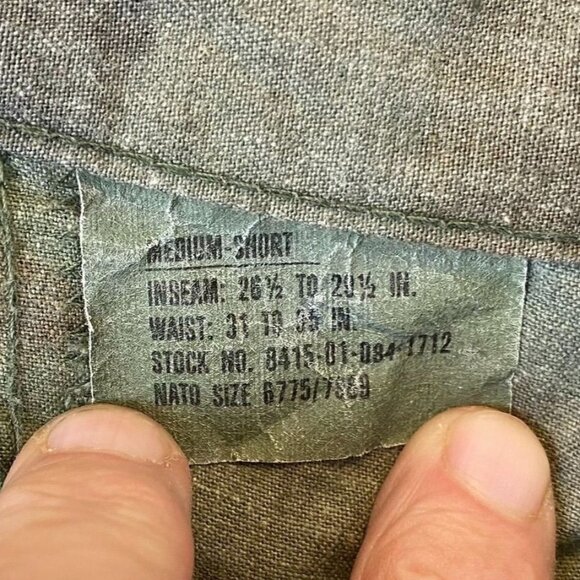 MEDIUM-SHORT
INSEAM: 26½ TO 29½ IN.
WAIST: 31 TO 35 IN.
STOCK NO. 8415-01-084-1712
NATO SIZE 6775/7989